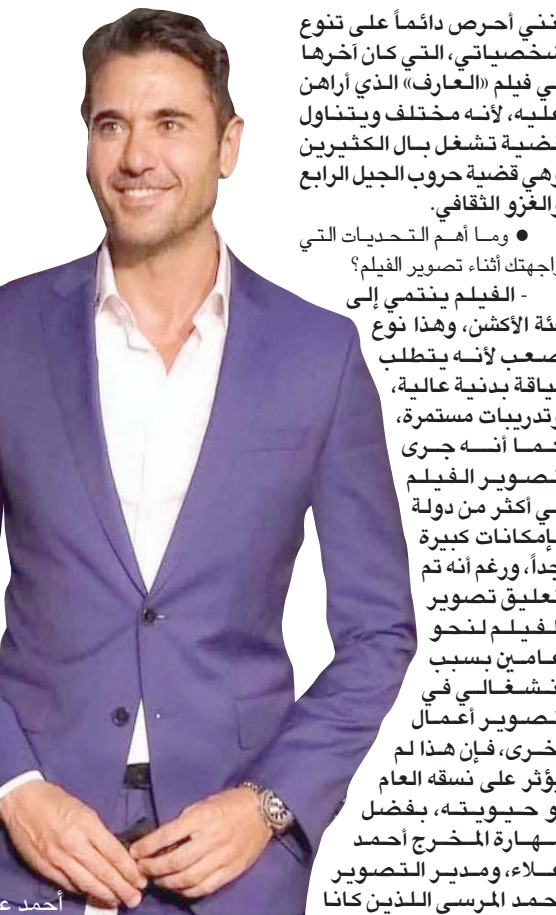 نني أحرص دائماً على تنوع
شخصياتي، التي كان آخرها
في فيلم «العارف» الذي أراهن
عليه، لأنه مختلف ويتناول
قضية تشغل بال الكثيرين
وهي قضية حروب الجيل الرابع
والغزو الثقافي.
● وما أهم التحديات التي
واجهتك أثناء تصوير الفيلم؟
- الفيلم ينتمي إلى
فئة الأكشن، وهذا نوع
صعب لأنه يتطلب
لياقة بدنية عالية،
وتدريبات مستمرة،
كما أنه جرى
تصوير الفيلم
في أكثر من دولة
بإمكانات كبيرة
جداً، ورغم أنه تم
تعليق تصوير
الفيلم لنحو
عامين بسبب
انشغالي في
تصوير أعمال
أخرى، فإن هذا لم
يؤثر على نسقه العام
أو حيويته، بفضل
مهارة المخرج أحمد
علاء، ومدير التصوير
أحمد المرسي اللذين كانا
أحمد ع